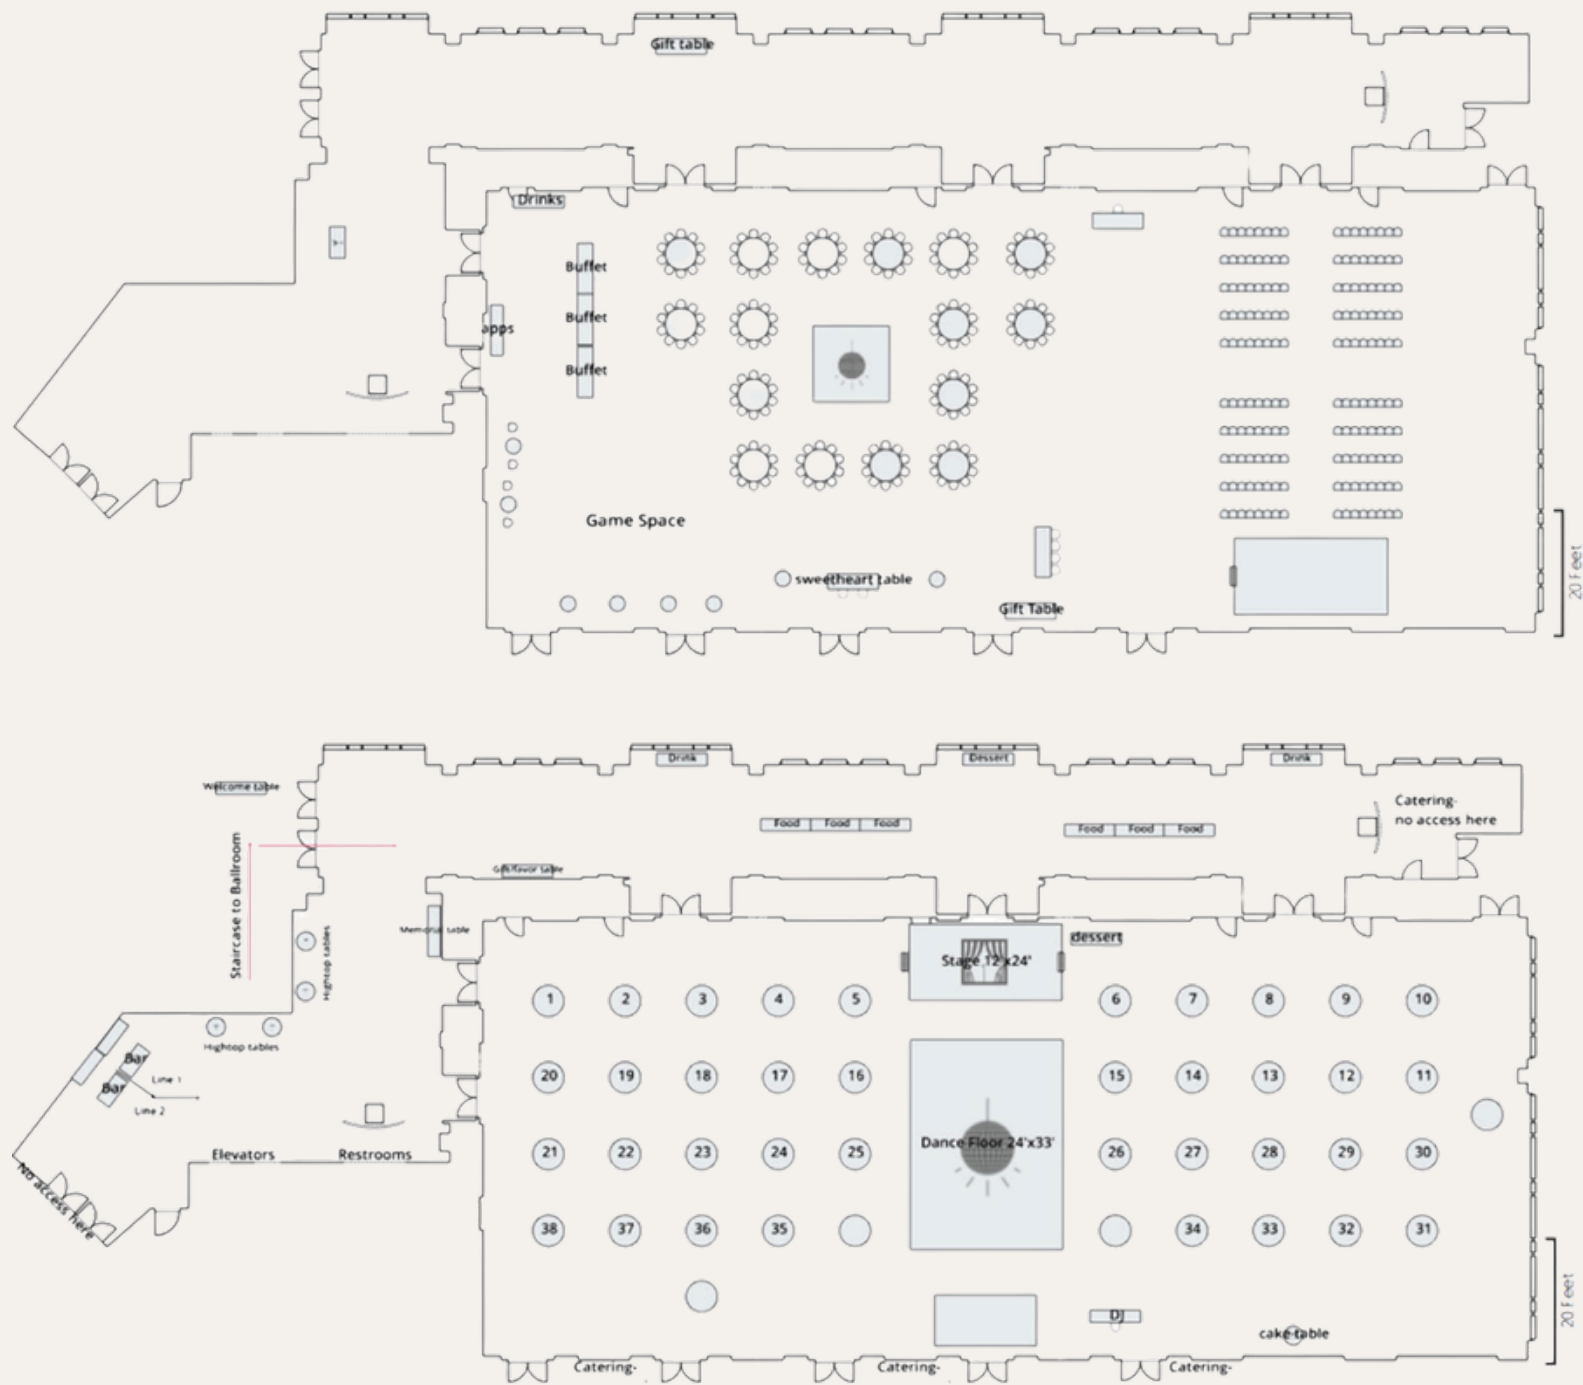 Gift table
Drinks
Buffet
Buffet
Buffet
apps
Game Space
sweetheart table
Gift Table
20 Feet
Drink
Dessert
Drink
Welcome table
Food
Food
Food
Food
Food
Food
Catering-
no access here
Staircase to Ballroom
Memorial table
dessert
Hightop tables
Stage 12'x24'
1
2
3
4
5
6
7
8
9
10
Hightop tables
Bar
Bar
Line 1
Line 2
20
19
18
17
16
15
14
13
12
11
Dance Floor 24'x33'
Elevators
Restrooms
21
22
23
24
25
26
27
28
29
30
No access here
38
37
36
35
34
33
32
31
DJ
cake table
20 Feet
Catering-
Catering-
Catering-